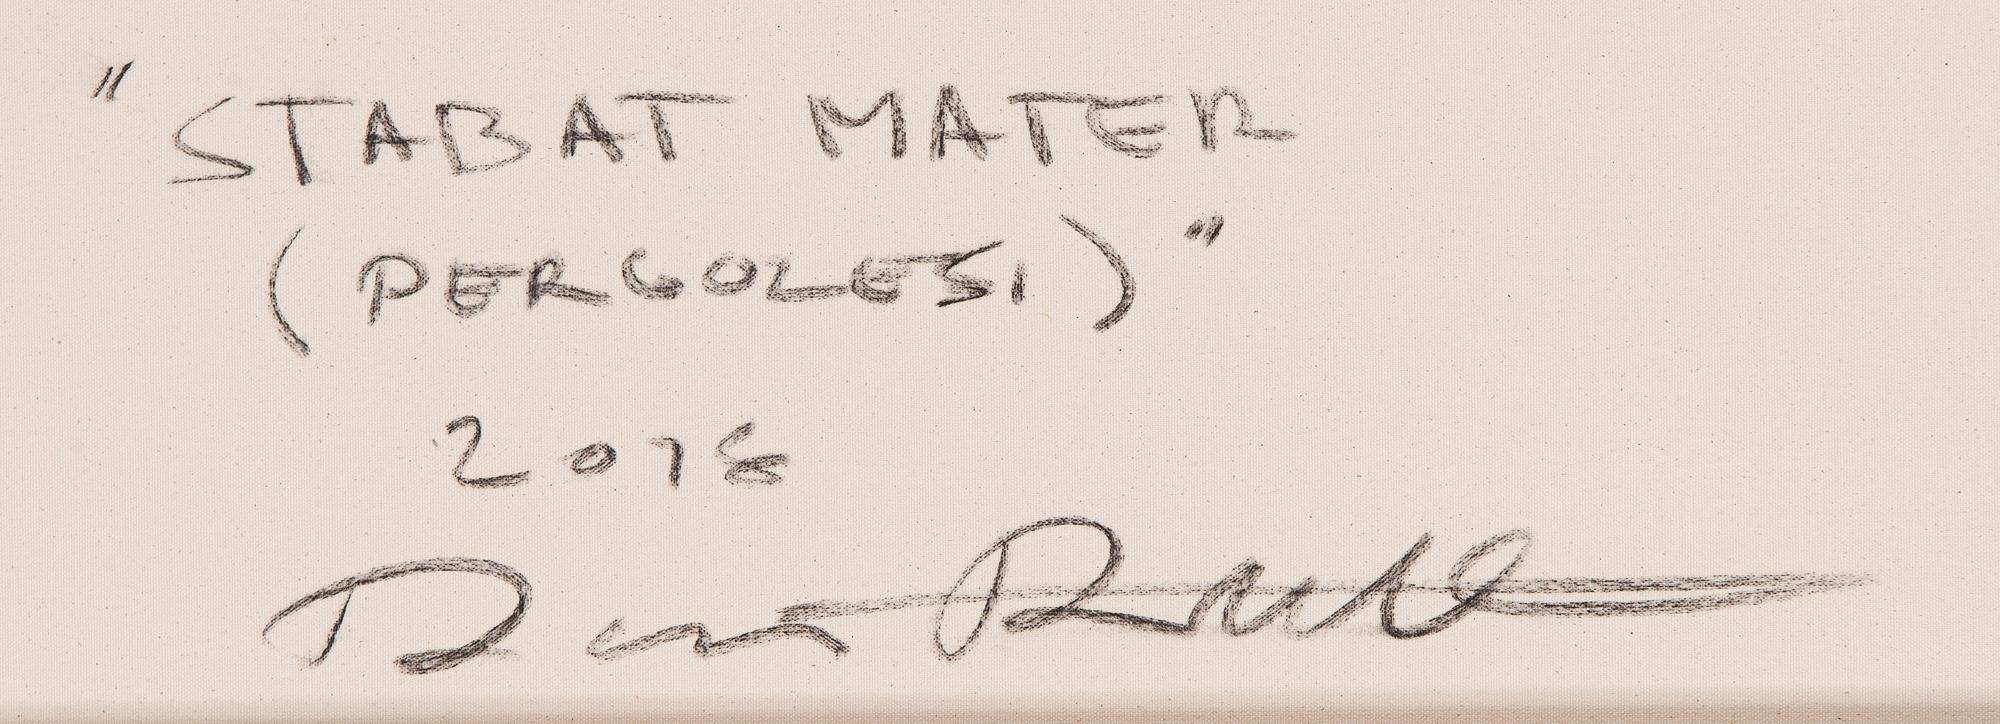 "STABAT MATER
(PERGOLESI)"
2018